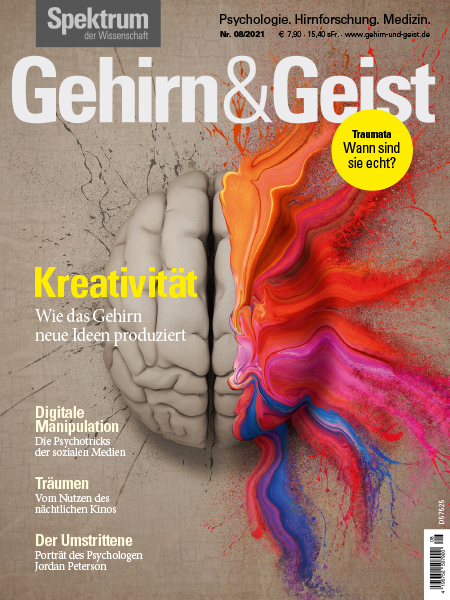 Spektrum
der Wissenschaft
Psychologie. Hirnforschung. Medizin.
Nr. 08/2021 € 7,90 · 15,40 sFr. · www.gehirn-und-geist.de
Gehirn&Geist
Traumata
Wann sind
sie echt?
Kreativität
Wie das Gehirn
neue Ideen produziert
Digitale
Manipulation
Die Psychotricks
der sozialen Medien
Träumen
Vom Nutzen des
nächtlichen Kinos
Der Umstrittene
Porträt des Psychologen
Jordan Peterson
D57525
08